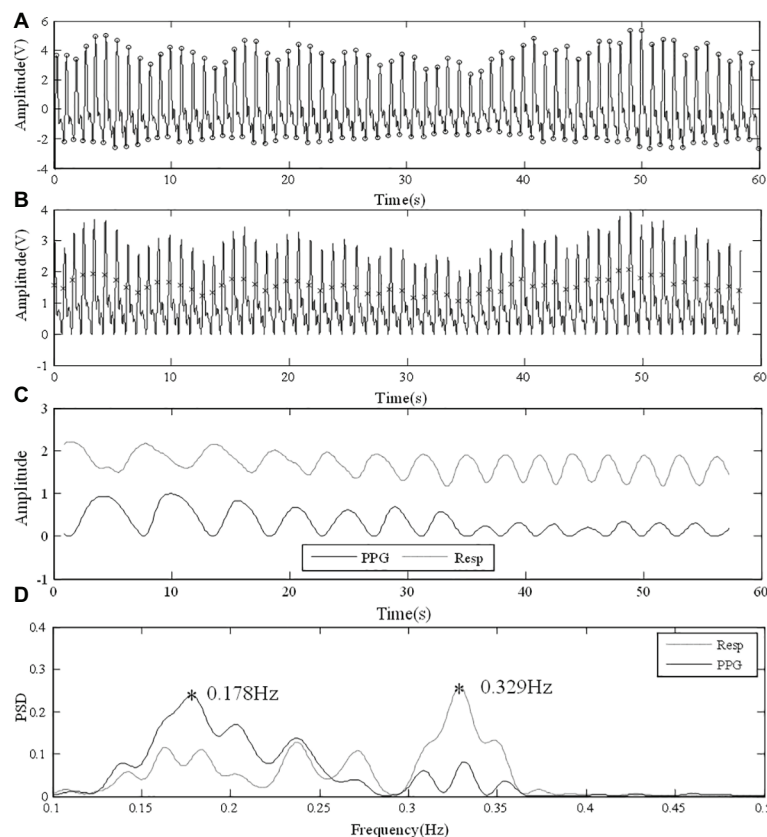 A
Amplitude(V)
6
4
2
0
-2
-4
0 10 20 30 40 50 60
Time(s)
B
Amplitude(V)
4
3
2
1
0
-1
0 10 20 30 40 50 60
Time(s)
C
Amplitude
3
2
1
0
-1
PPG Resp
0 10 20 30 40 50 60
Time(s)
D
PSD
0.4
0.3
0.2
0.1
0
Resp
PPG
* 0.178Hz
* 0.329Hz
0.1 0.15 0.2 0.25 0.3 0.35 0.4 0.45 0.5
Frequency(Hz)